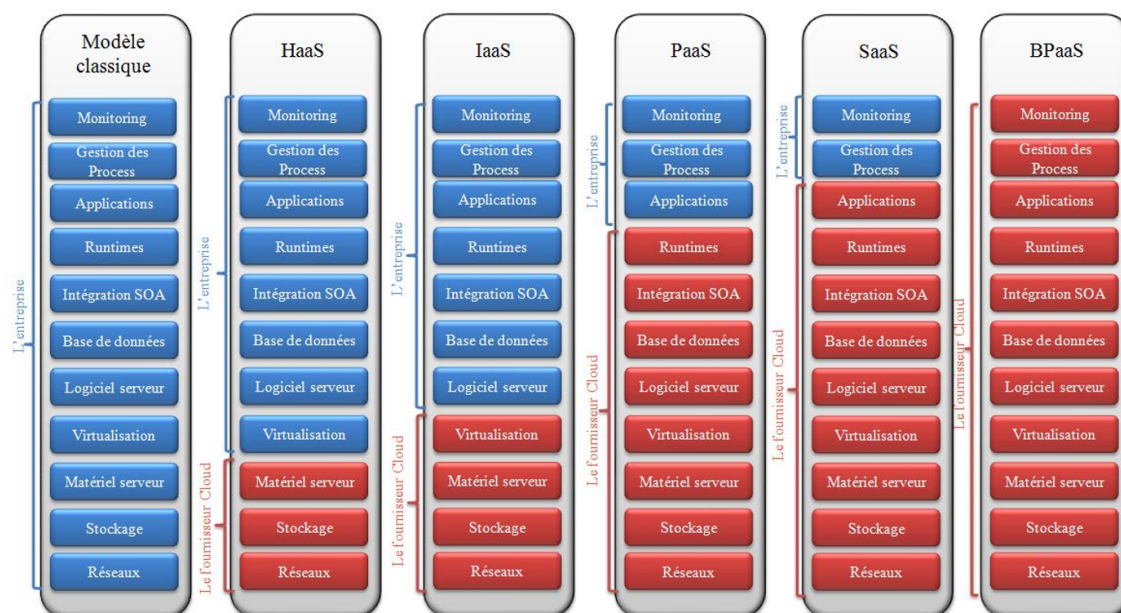 Modèle
classique
L'entreprise
Monitoring
Gestion des
Process
Applications
Runtimes
Intégration SOA
Base de données
Logiciel serveur
Virtualisation
Matériel serveur
Stockage
Réseaux
HaaS
L'entreprise
Monitoring
Gestion des
Process
Applications
Runtimes
Intégration SOA
Base de données
Logiciel serveur
Virtualisation
Le fournisseur Cloud
Matériel serveur
Stockage
Réseaux
IaaS
L'entreprise
Monitoring
Gestion des
Process
Applications
Runtimes
Intégration SOA
Base de données
Logiciel serveur
Le fournisseur Cloud
Virtualisation
Matériel serveur
Stockage
Réseaux
PaaS
L'entreprise
Monitoring
Gestion des
Process
Applications
Le fournisseur Cloud
Runtimes
Intégration SOA
Base de données
Logiciel serveur
Virtualisation
Matériel serveur
Stockage
Réseaux
SaaS
L'entreprise
Monitoring
Gestion des
Process
Le fournisseur Cloud
Applications
Runtimes
Intégration SOA
Base de données
Logiciel serveur
Virtualisation
Matériel serveur
Stockage
Réseaux
BPaaS
Le fournisseur Cloud
Monitoring
Gestion des
Process
Applications
Runtimes
Intégration SOA
Base de données
Logiciel serveur
Virtualisation
Matériel serveur
Stockage
Réseaux